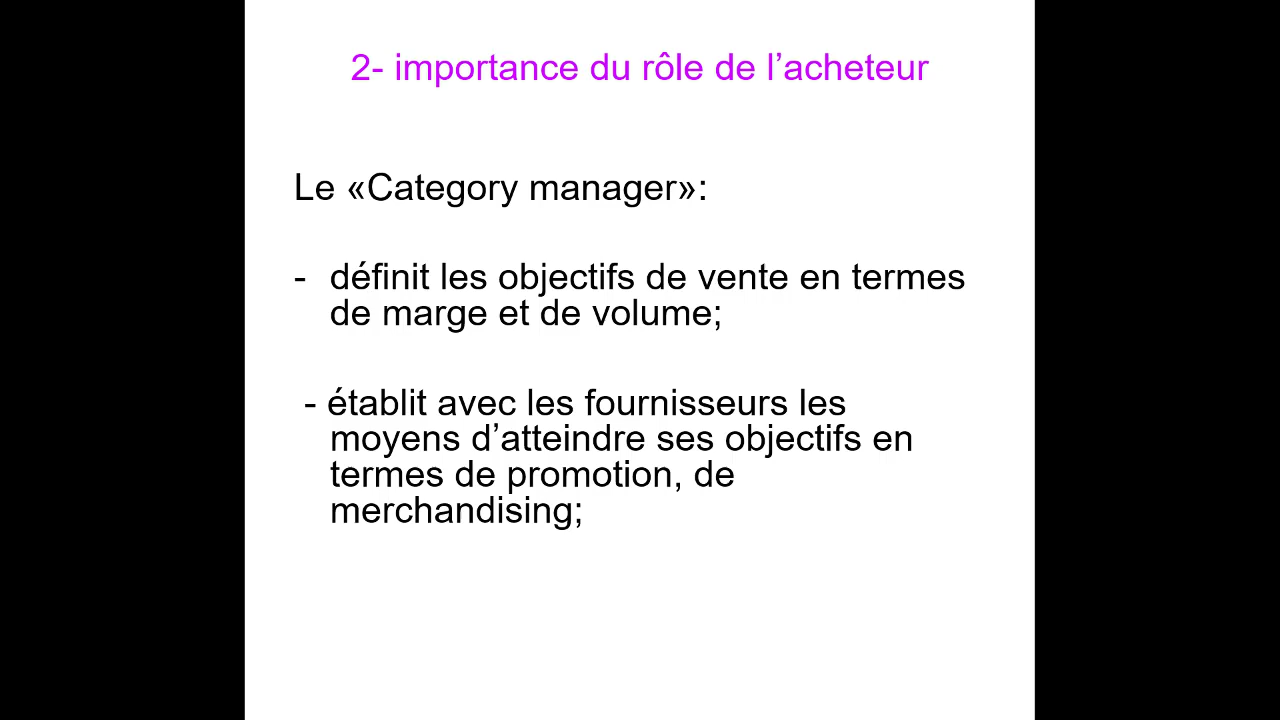 2- importance du rôle de l’acheteur
Le «Category manager»:
- définit les objectifs de vente en termes
de marge et de volume;
- établit avec les fournisseurs les
moyens d’atteindre ses objectifs en
termes de promotion, de
merchandising;